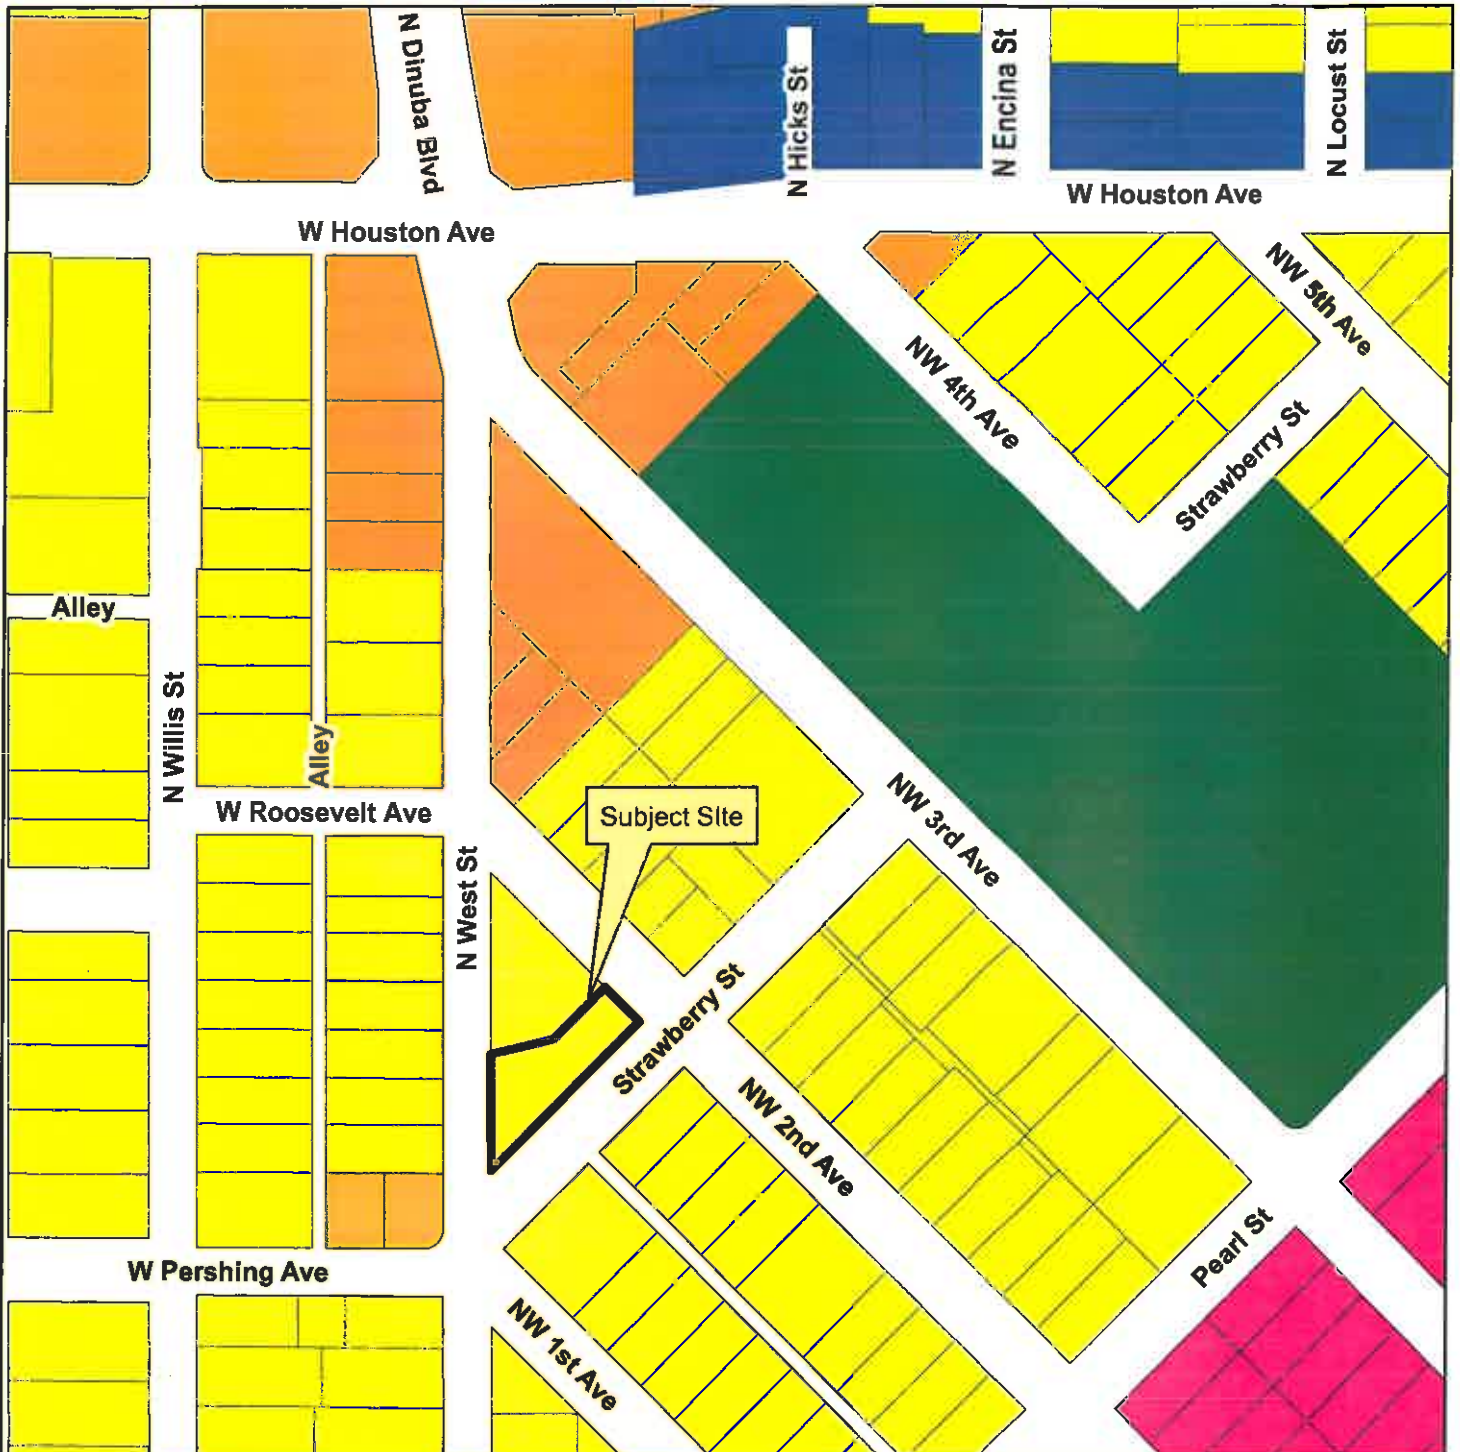 N Dinuba Blvd
N Hicks St
N Encina St
N Locust St
W Houston Ave
W Houston Ave
NW 5th Ave
NW 4th Ave
Strawberry St
Alley
N Willis St
Alley
W Roosevelt Ave
Subject Site
NW 3rd Ave
N West St
Strawberry St
NW 2nd Ave
Pearl St
W Pershing Ave
NW 1st Ave